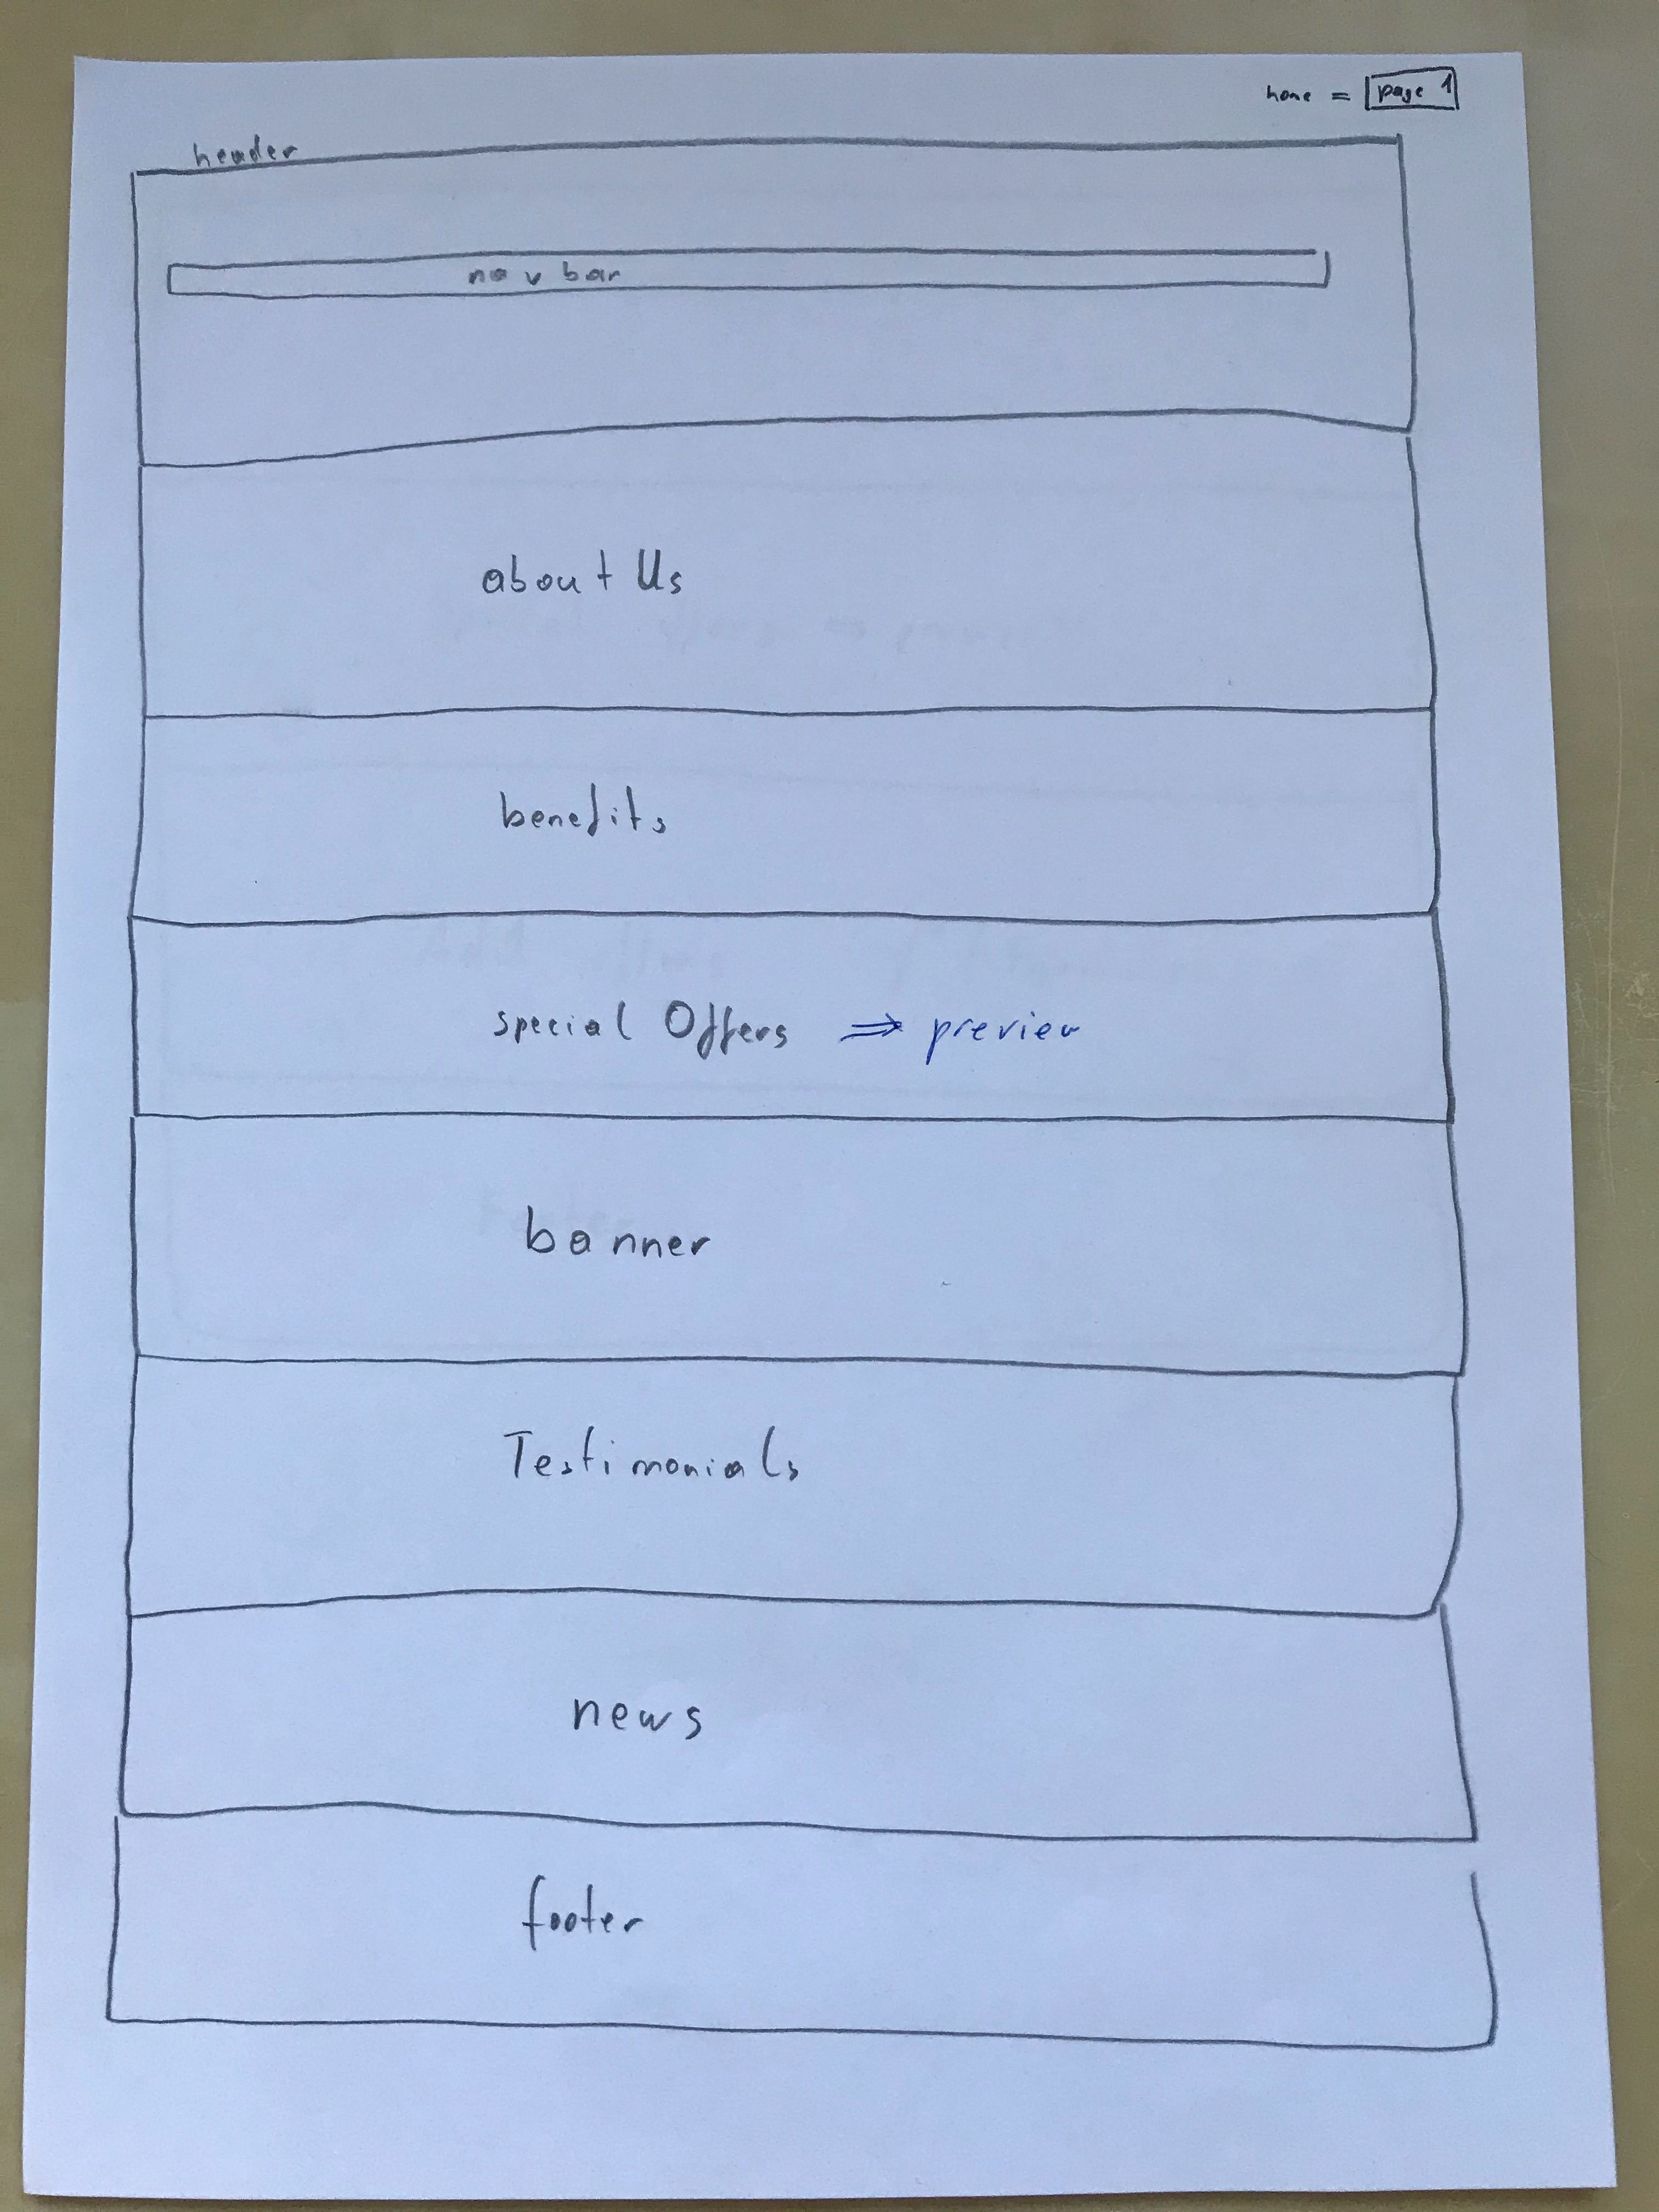 home = page 1
header
nav bar
about Us
benefits
special Offers ⇒ preview
banner
Testimonials
news
footer